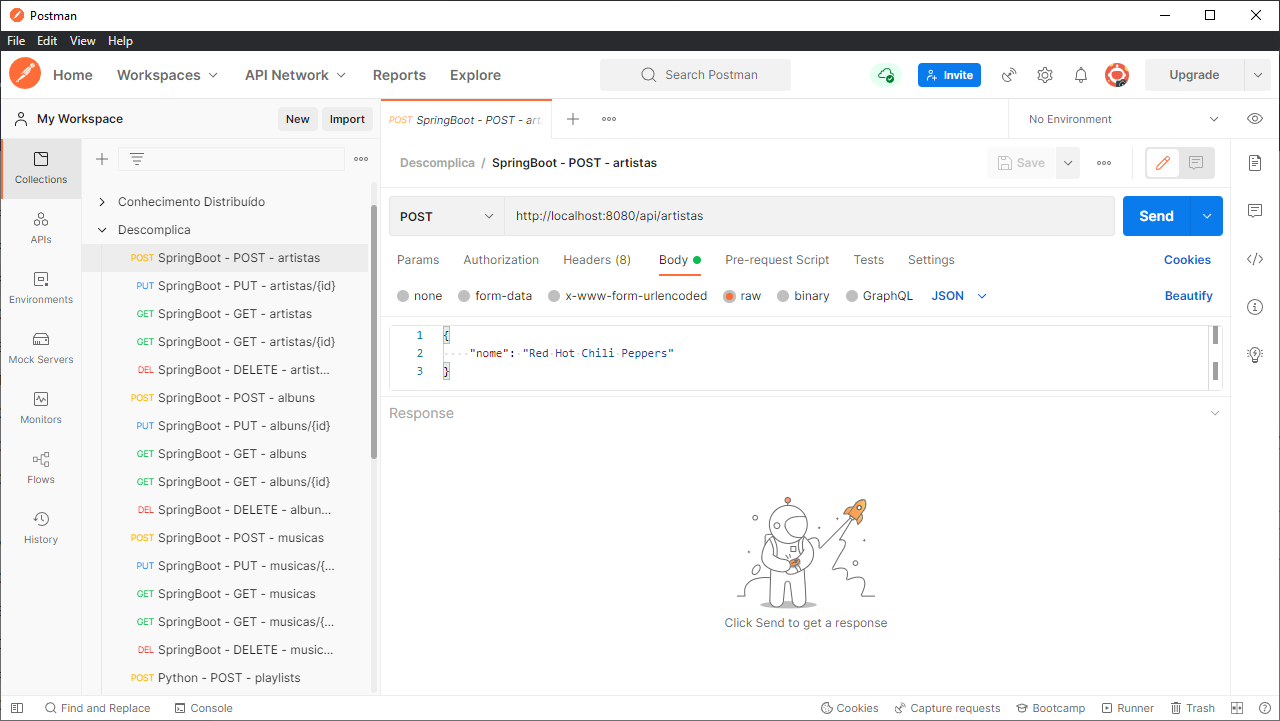 Postman
File Edit View Help
Home Workspaces API Network Reports Explore Search Postman Invite Upgrade
My Workspace New Import
POST SpringBoot - POST - art
No Environment
Collections
APIs
Environments
Mock Servers
Monitors
Flows
History
Conhecimento Distribuído
Descomplica
POST SpringBoot - POST - artistas
PUT SpringBoot - PUT - artistas/{id}
GET SpringBoot - GET - artistas
GET SpringBoot - GET - artistas/{id}
DEL SpringBoot - DELETE - artist...
POST SpringBoot - POST - albuns
PUT SpringBoot - PUT - albuns/{id}
GET SpringBoot - GET - albuns
GET SpringBoot - GET - albuns/{id}
DEL SpringBoot - DELETE - albun...
POST SpringBoot - POST - musicas
PUT SpringBoot - PUT - musicas/{...
GET SpringBoot - GET - musicas
GET SpringBoot - GET - musicas/{...
DEL SpringBoot - DELETE - music...
POST Python - POST - playlists
Descomplica / SpringBoot - POST - artistas Save
POST http://localhost:8080/api/artistas Send
Params Authorization Headers (8) Body Pre-request Script Tests Settings Cookies
none form-data x-www-form-urlencoded raw binary GraphQL JSON Beautify
1 {
2 "nome": "Red Hot Chili Peppers"
3 }
Response
Click Send to get a response
Find and Replace Console Cookies Capture requests Bootcamp Runner Trash